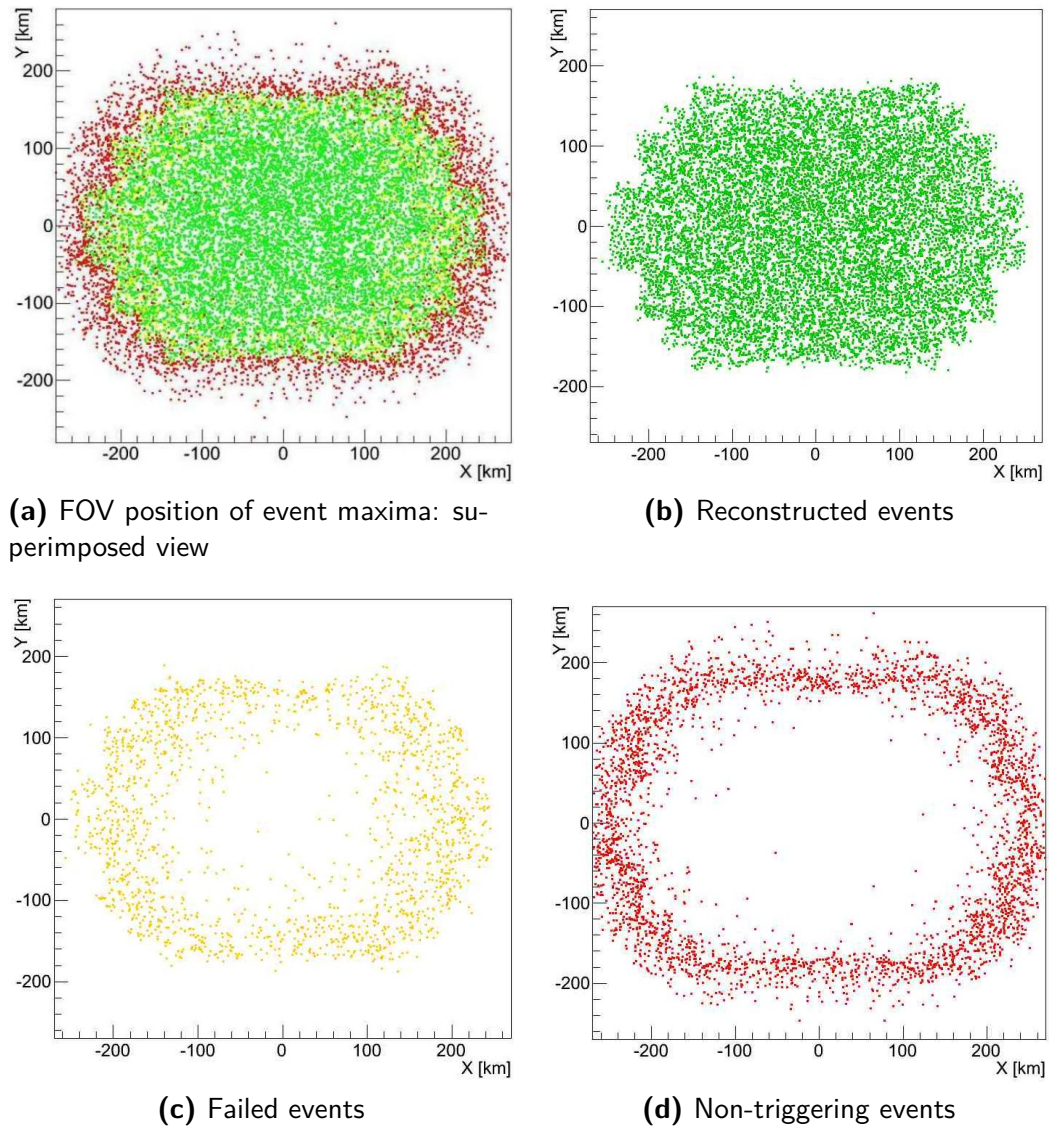 Y [km]
200
100
0
-100
-200
-200 -100 0 100 200
X [km]
(a) FOV position of event maxima: su-
perimposed view
Y [km]
200
100
0
-100
-200
-200 -100 0 100 200
X [km]
(b) Reconstructed events
Y [km]
200
100
0
-100
-200
-200 -100 0 100 200
X [km]
(c) Failed events
Y [km]
200
100
0
-100
-200
-200 -100 0 100 200
X [km]
(d) Non-triggering events